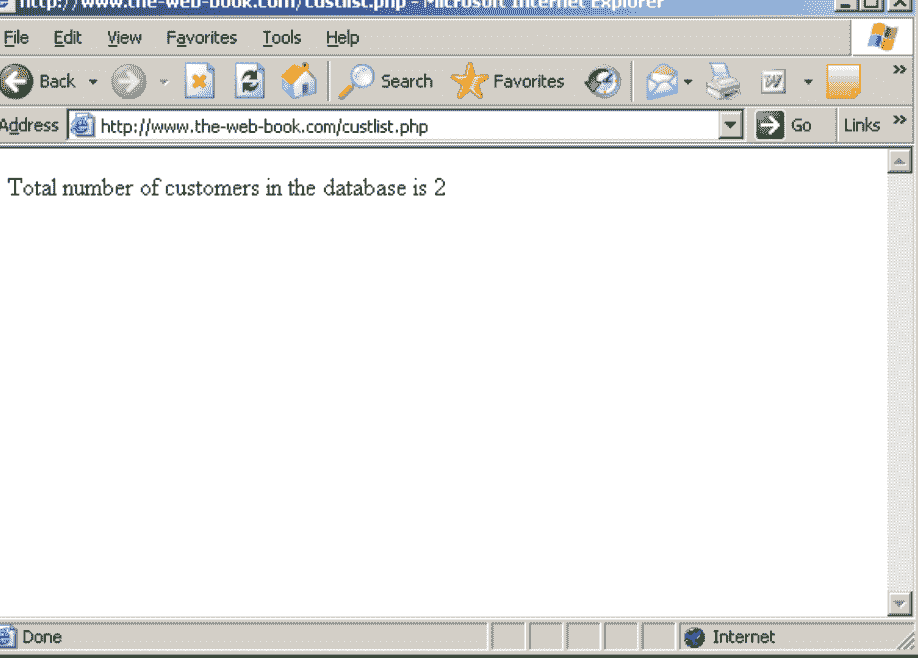 http://www.the-web-book.com/custlist.php - Microsoft Internet Explorer
File Edit View Favorites Tools Help
Back Search Favorites W »
Address http://www.the-web-book.com/custlist.php Go Links »
Total number of customers in the database is 2
Done Internet